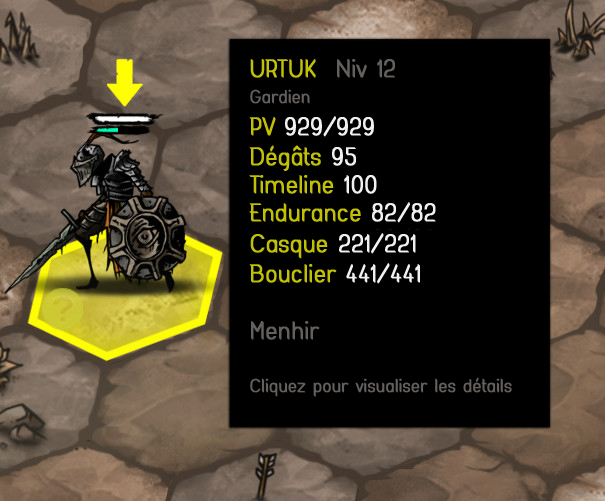 URTUK Niv 12
Gardien
PV 929/929
Dégâts 95
Timeline 100
Endurance 82/82
Casque 221/221
Bouclier 441/441
Menhir
Cliquez pour visualiser les détails
?